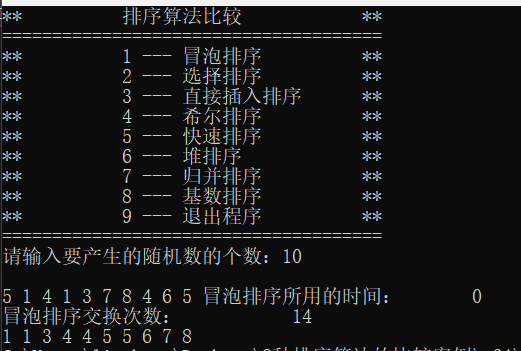 ** 排序算法比较 **
====================================
** 1 --- 冒泡排序 **
** 2 --- 选择排序 **
** 3 --- 直接插入排序 **
** 4 --- 希尔排序 **
** 5 --- 快速排序 **
** 6 --- 堆排序 **
** 7 --- 归并排序 **
** 8 --- 基数排序 **
** 9 --- 退出程序 **
====================================
请输入要产生的随机数的个数：10
5 1 4 1 3 7 8 4 6 5 冒泡排序所用的时间： 0
冒泡排序交换次数： 14
1 1 3 4 4 5 5 6 7 8